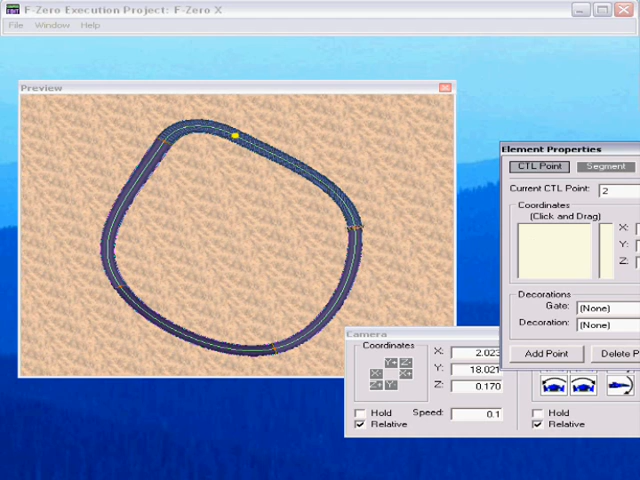 F-Zero Execution Project: F-Zero X
File Window Help
Preview
Element Properties
CTL Point Segment
Current CTL Point: 2
Coordinates
(Click and Drag)
X:
Y:
Z:
Decorations
Gate: (None)
Decoration: (None)
Add Point Delete P
Camera
Coordinates
Y+ Z-
X- X+
Z+ Y-
X: 2.023
Y: 18.021
Z: 0.170
Hold Speed: 0.1
Relative
Hold
Relative